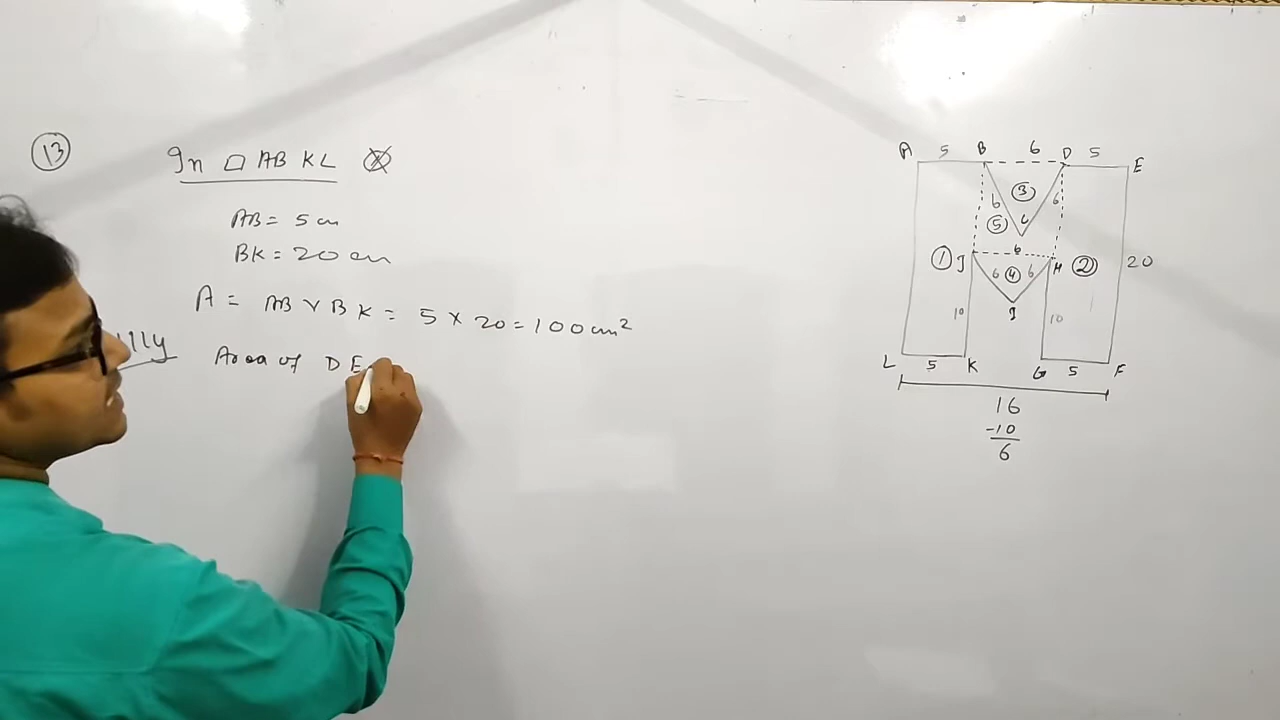 13
In □ ABKL
AB = 5 cm
BK = 20 cm
A = AB × BK = 5 × 20 = 100 cm²
lly Area of DE
A 5 B 6 D 5 E
3
6 6
5 C
6
1 J 6 4 6 H 2 20
I
10 10
L 5 K G 5 F
16
-10
6